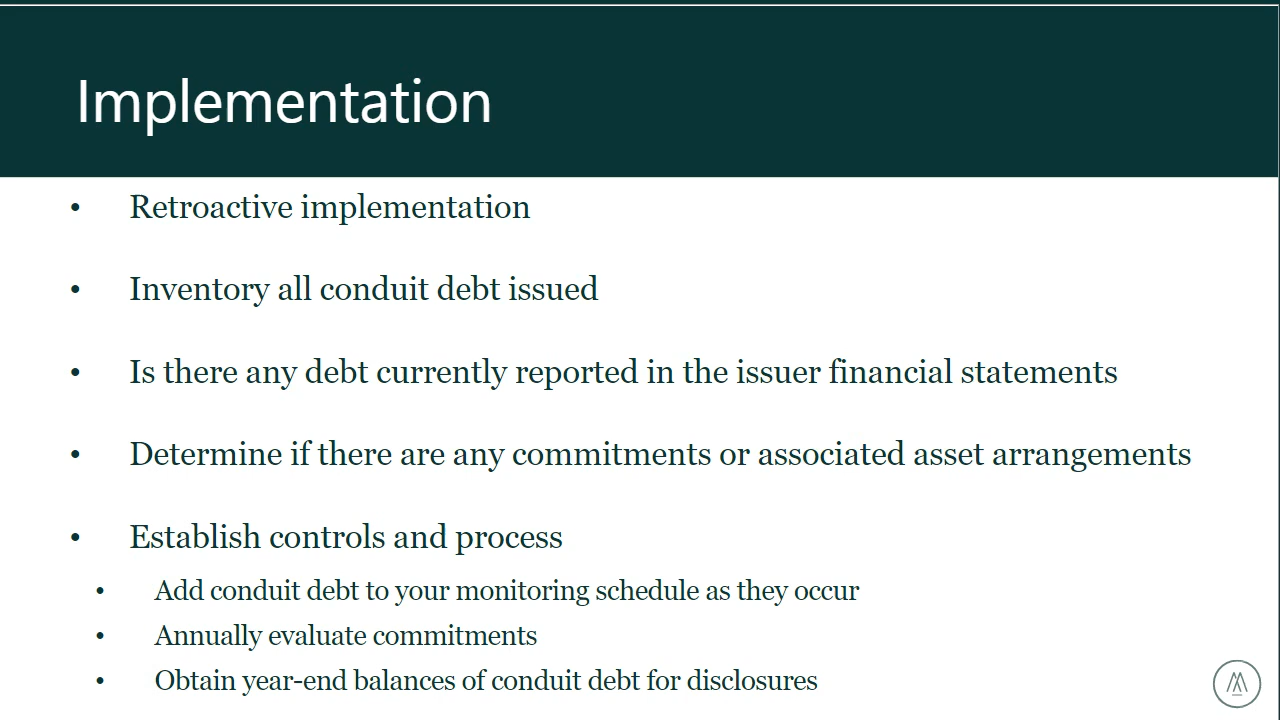 Implementation
• Retroactive implementation
• Inventory all conduit debt issued
• Is there any debt currently reported in the issuer financial statements
• Determine if there are any commitments or associated asset arrangements
• Establish controls and process
• Add conduit debt to your monitoring schedule as they occur
• Annually evaluate commitments
• Obtain year-end balances of conduit debt for disclosures